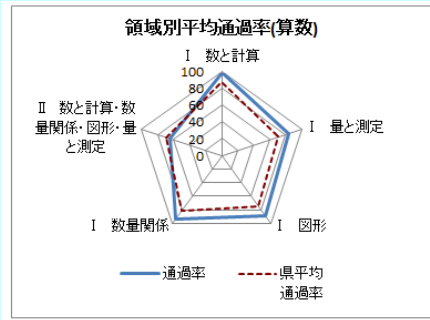 領域別平均通過率(算数)
Ⅰ 数と計算
100
80
60
40
20
0
Ⅰ 量と測定
Ⅰ 図形
Ⅰ 数量関係
Ⅱ 数と計算・数
量関係・図形・量
と測定
通過率
県平均
通過率